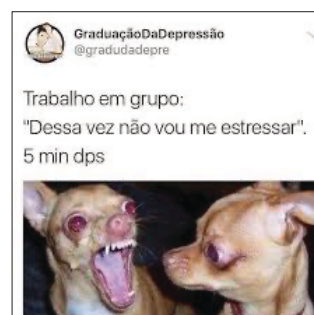 GraduaçãoDaDepressão
@gradudadepre
Trabalho em grupo:
"Dessa vez não vou me estressar".
5 min dps